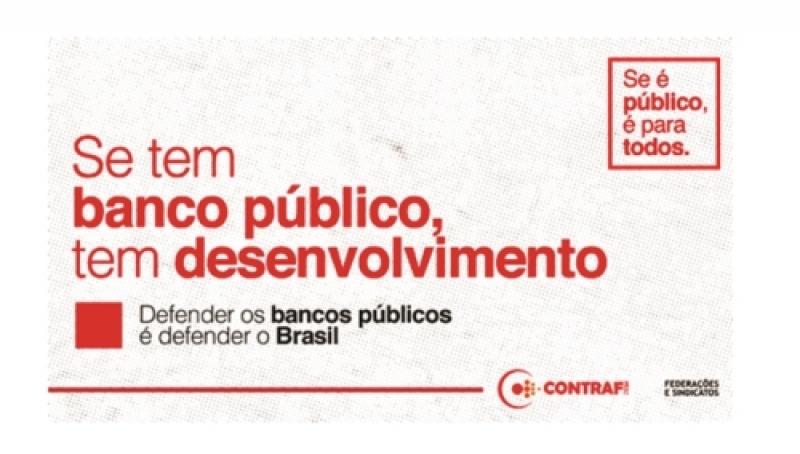 Se é
público,
é para
todos.
Se tem
banco público,
tem desenvolvimento
Defender os bancos públicos
é defender o Brasil
CONTRAF
FEDERAÇÕES
E SINDICATOS